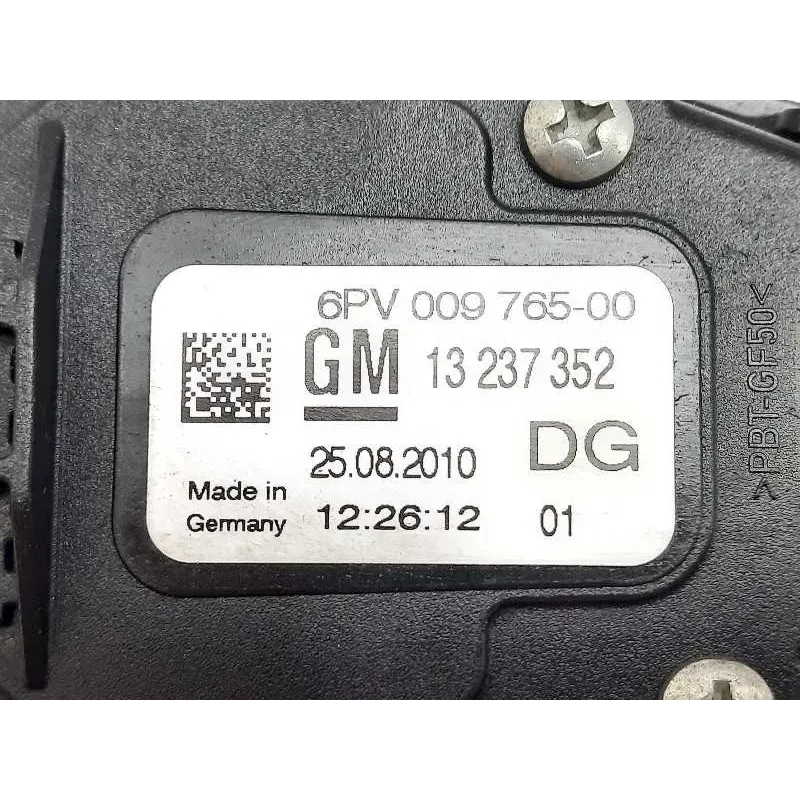 6PV 009 765-00
GM 13 237 352
25.08.2010 DG
Made in
Germany 12:26:12 01
>PBT-GF50<